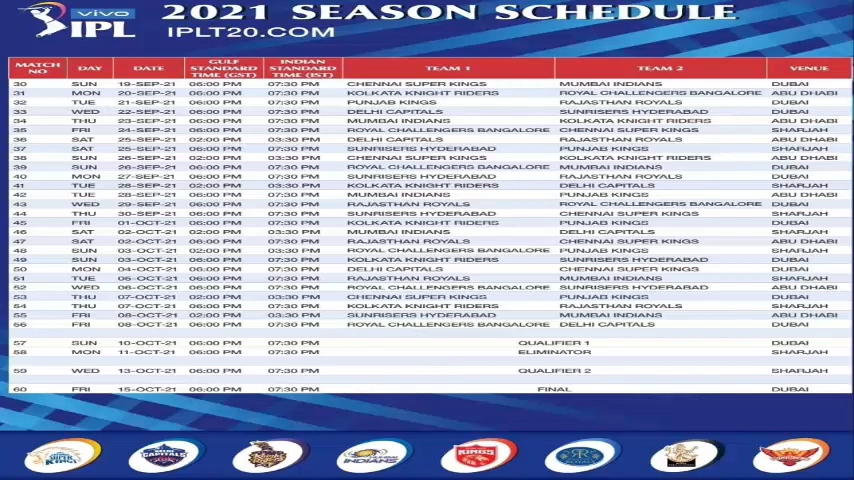 vivo IPL 2021 SEASON SCHEDULE
IPLT20.COM
MATCH NO DAY DATE GULF STANDARD TIME (GST) INDIAN STANDARD TIME (IST) TEAM 1 TEAM 2 VENUE
30 SUN 19-SEP-21 06:00 PM 07:30 PM CHENNAI SUPER KINGS MUMBAI INDIANS DUBAI
31 MON 20-SEP-21 06:00 PM 07:30 PM KOLKATA KNIGHT RIDERS ROYAL CHALLENGERS BANGALORE ABU DHABI
32 TUE 21-SEP-21 06:00 PM 07:30 PM PUNJAB KINGS RAJASTHAN ROYALS DUBAI
33 WED 22-SEP-21 06:00 PM 07:30 PM DELHI CAPITALS SUNRISERS HYDERABAD DUBAI
34 THU 23-SEP-21 06:00 PM 07:30 PM MUMBAI INDIANS KOLKATA KNIGHT RIDERS ABU DHABI
35 FRI 24-SEP-21 06:00 PM 07:30 PM ROYAL CHALLENGERS BANGALORE CHENNAI SUPER KINGS SHARJAH
36 SAT 25-SEP-21 02:00 PM 03:30 PM DELHI CAPITALS RAJASTHAN ROYALS ABU DHABI
37 SAT 25-SEP-21 06:00 PM 07:30 PM SUNRISERS HYDERABAD PUNJAB KINGS SHARJAH
38 SUN 26-SEP-21 02:00 PM 03:30 PM CHENNAI SUPER KINGS KOLKATA KNIGHT RIDERS ABU DHABI
39 SUN 26-SEP-21 06:00 PM 07:30 PM ROYAL CHALLENGERS BANGALORE MUMBAI INDIANS DUBAI
40 MON 27-SEP-21 06:00 PM 07:30 PM SUNRISERS HYDERABAD RAJASTHAN ROYALS DUBAI
41 TUE 28-SEP-21 02:00 PM 03:30 PM KOLKATA KNIGHT RIDERS DELHI CAPITALS SHARJAH
42 TUE 28-SEP-21 06:00 PM 07:30 PM MUMBAI INDIANS PUNJAB KINGS ABU DHABI
43 WED 29-SEP-21 06:00 PM 07:30 PM RAJASTHAN ROYALS ROYAL CHALLENGERS BANGALORE DUBAI
44 THU 30-SEP-21 06:00 PM 07:30 PM SUNRISERS HYDERABAD CHENNAI SUPER KINGS SHARJAH
45 FRI 01-OCT-21 06:00 PM 07:30 PM KOLKATA KNIGHT RIDERS PUNJAB KINGS DUBAI
46 SAT 02-OCT-21 02:00 PM 03:30 PM MUMBAI INDIANS DELHI CAPITALS SHARJAH
47 SAT 02-OCT-21 06:00 PM 07:30 PM RAJASTHAN ROYALS CHENNAI SUPER KINGS ABU DHABI
48 SUN 03-OCT-21 02:00 PM 03:30 PM ROYAL CHALLENGERS BANGALORE PUNJAB KINGS SHARJAH
49 SUN 03-OCT-21 06:00 PM 07:30 PM KOLKATA KNIGHT RIDERS SUNRISERS HYDERABAD DUBAI
50 MON 04-OCT-21 06:00 PM 07:30 PM DELHI CAPITALS CHENNAI SUPER KINGS DUBAI
51 TUE 05-OCT-21 06:00 PM 07:30 PM RAJASTHAN ROYALS MUMBAI INDIANS SHARJAH
52 WED 06-OCT-21 06:00 PM 07:30 PM ROYAL CHALLENGERS BANGALORE SUNRISERS HYDERABAD ABU DHABI
53 THU 07-OCT-21 02:00 PM 03:30 PM CHENNAI SUPER KINGS PUNJAB KINGS DUBAI
54 THU 07-OCT-21 06:00 PM 07:30 PM KOLKATA KNIGHT RIDERS RAJASTHAN ROYALS SHARJAH
55 FRI 08-OCT-21 02:00 PM 03:30 PM SUNRISERS HYDERABAD MUMBAI INDIANS ABU DHABI
56 FRI 08-OCT-21 06:00 PM 07:30 PM ROYAL CHALLENGERS BANGALORE DELHI CAPITALS DUBAI
57 SUN 10-OCT-21 06:00 PM 07:30 PM QUALIFIER 1 DUBAI
58 MON 11-OCT-21 06:00 PM 07:30 PM ELIMINATOR SHARJAH
59 WED 13-OCT-21 06:00 PM 07:30 PM QUALIFIER 2 SHARJAH
60 FRI 15-OCT-21 06:00 PM 07:30 PM FINAL DUBAI
SUPER KINGS CAPITALS INDIANS KINGS ROYALS